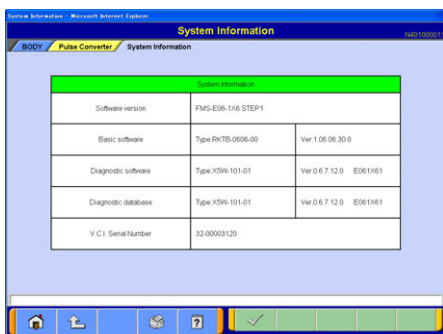 System Information - Microsoft Internet Explorer
System Information
N40100001
BODY Pulse Converter System Information
System Information
Software version FMS-E06-1X6 STEP1
Basic software Type:RKTB-0606-00 Ver.1.06.06.30.0
Diagnostic software Type:X5W-101-01 Ver.0.6.7.12.0 E061X61
Diagnostic database Type:X5W-101-01 Ver.0.6.7.12.0 E061X61
V.C.I. Serial Number 32-00003120